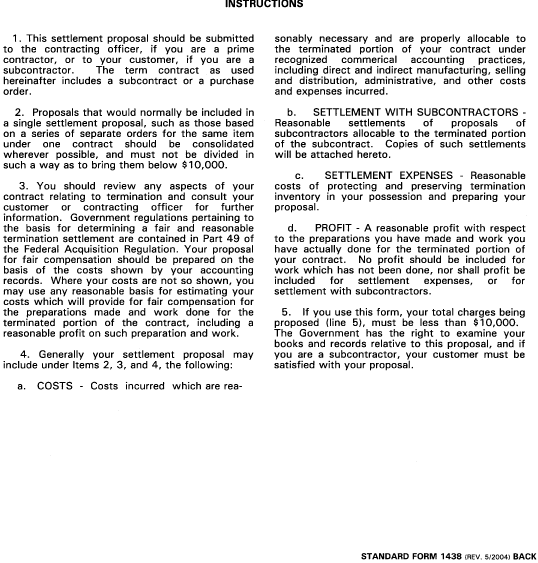 INSTRUCTIONS
1. This settlement proposal should be submitted
to the contracting officer, if you are a prime
contractor, or to your customer, if you are a
subcontractor. The term contract as used
hereinafter includes a subcontract or a purchase
order.
2. Proposals that would normally be included in
a single settlement proposal, such as those based
on a series of separate orders for the same item
under one contract should be consolidated
wherever possible, and must not be divided in
such a way as to bring them below $10,000.
3. You should review any aspects of your
contract relating to termination and consult your
customer or contracting officer for further
information. Government regulations pertaining to
the basis for determining a fair and reasonable
termination settlement are contained in Part 49 of
the Federal Acquisition Regulation. Your proposal
for fair compensation should be prepared on the
basis of the costs shown by your accounting
records. Where your costs are not so shown, you
may use any reasonable basis for estimating your
costs which will provide for fair compensation for
the preparations made and work done for the
terminated portion of the contract, including a
reasonable profit on such preparation and work.
4. Generally your settlement proposal may
include under Items 2, 3, and 4, the following:
a. COSTS - Costs incurred which are rea-
sonably necessary and are properly allocable to
the terminated portion of your contract under
recognized commerical accounting practices,
including direct and indirect manufacturing, selling
and distribution, administrative, and other costs
and expenses incurred.
b. SETTLEMENT WITH SUBCONTRACTORS -
Reasonable settlements of proposals of
subcontractors allocable to the terminated portion
of the subcontract. Copies of such settlements
will be attached hereto.
c. SETTLEMENT EXPENSES - Reasonable
costs of protecting and preserving termination
inventory in your possession and preparing your
proposal.
d. PROFIT - A reasonable profit with respect
to the preparations you have made and work you
have actually done for the terminated portion of
your contract. No profit should be included for
work which has not been done, nor shall profit be
included for settlement expenses, or for
settlement with subcontractors.
5. If you use this form, your total charges being
proposed (line 5), must be less than $10,000.
The Government has the right to examine your
books and records relative to this proposal, and if
you are a subcontractor, your customer must be
satisfied with your proposal.
STANDARD FORM 1438 (REV. 5/2004) BACK